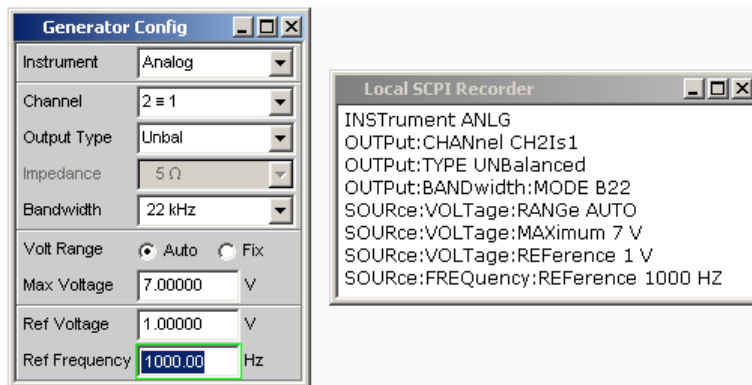 Generator Config
Instrument Analog
Channel 2≡1
Output Type Unbal
Impedance 5 Ω
Bandwidth 22 kHz
Volt Range Auto Fix
Max Voltage 7.00000 V
Ref Voltage 1.00000 V
Ref Frequency 1000.00 Hz
Local SCPI Recorder
INSTrument ANLG
OUTPut:CHANnel CH2Is1
OUTPut:TYPE UNBalanced
OUTPut:BANDwidth:MODE B22
SOURce:VOLTage:RANGe AUTO
SOURce:VOLTage:MAXimum 7 V
SOURce:VOLTage:REFerence 1 V
SOURce:FREQuency:REFerence 1000 HZ